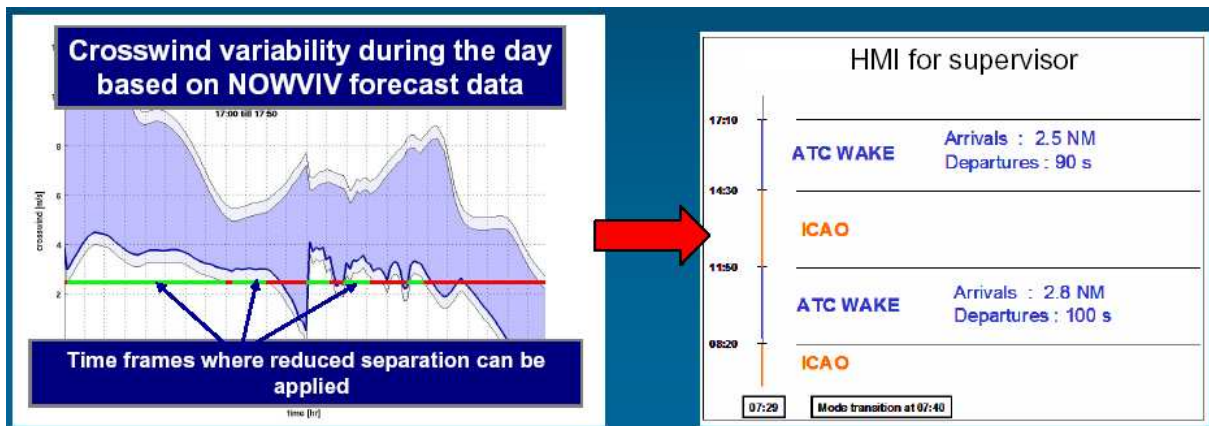 Crosswind variability during the day
based on NOWVIV forecast data
17:00 till 17:50
8
6
4
2
crosswind [m/s]
Time frames where reduced separation can be
applied
time [hr]
HMI for supervisor
17:10
ATC WAKE
Arrivals : 2.5 NM
Departures : 90 s
14:30
ICAO
11:50
ATC WAKE
Arrivals : 2.8 NM
Departures : 100 s
08:20
ICAO
07:29
Mode transition at 07:40